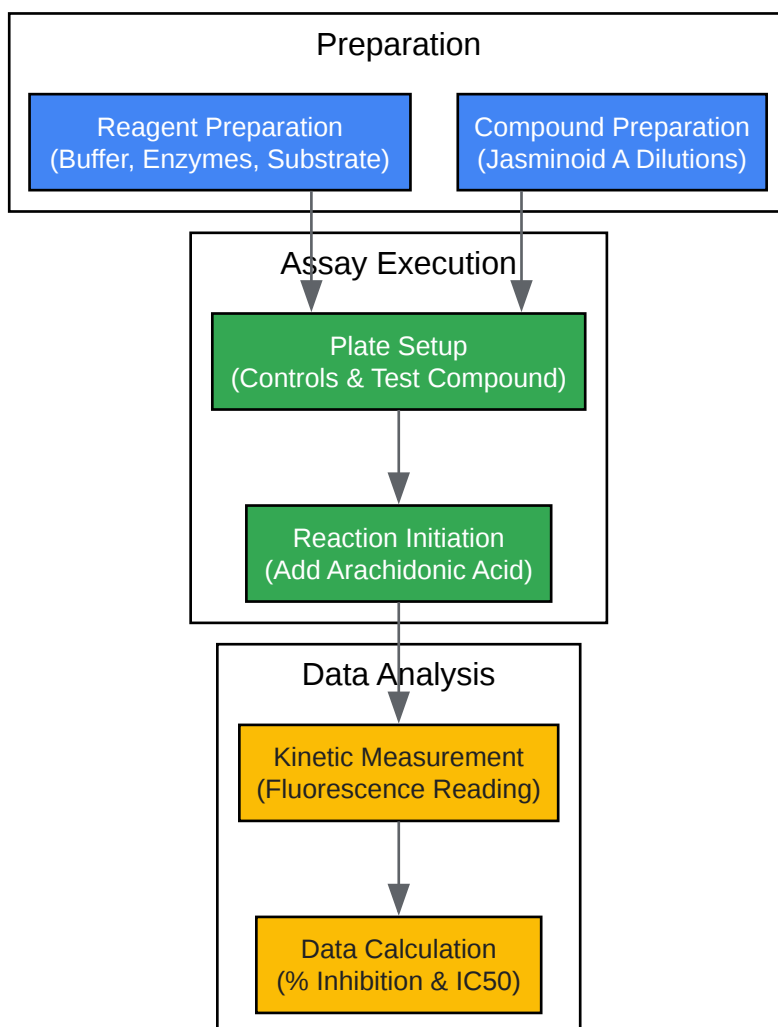 Preparation
Reagent Preparation
(Buffer, Enzymes, Substrate)
Compound Preparation
(Jasminoid A Dilutions)
Assay Execution
Plate Setup
(Controls & Test Compound)
Reaction Initiation
(Add Arachidonic Acid)
Data Analysis
Kinetic Measurement
(Fluorescence Reading)
Data Calculation
(% Inhibition & IC50)